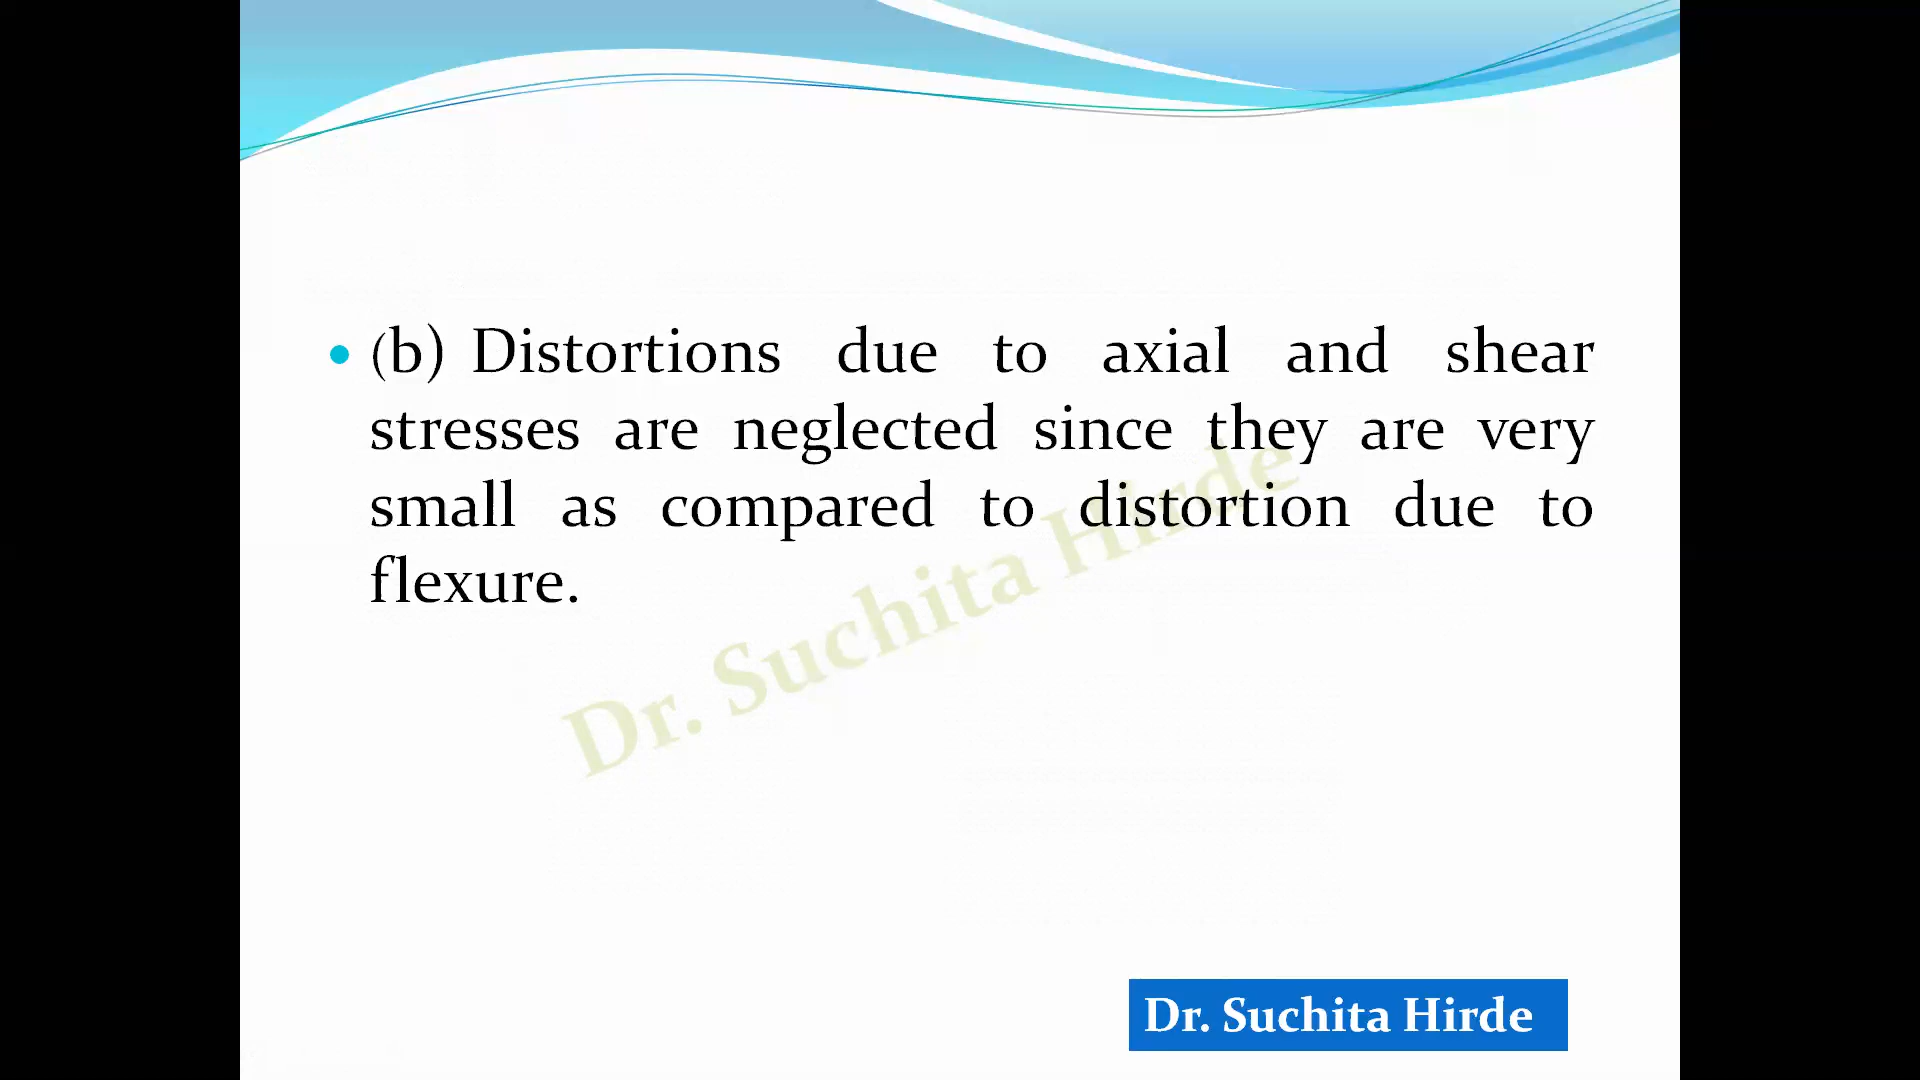 • (b) Distortions due to axial and shear
stresses are neglected since they are very
small as compared to distortion due to
flexure.
Dr. Suchita Hirde
Dr. Suchita Hirde